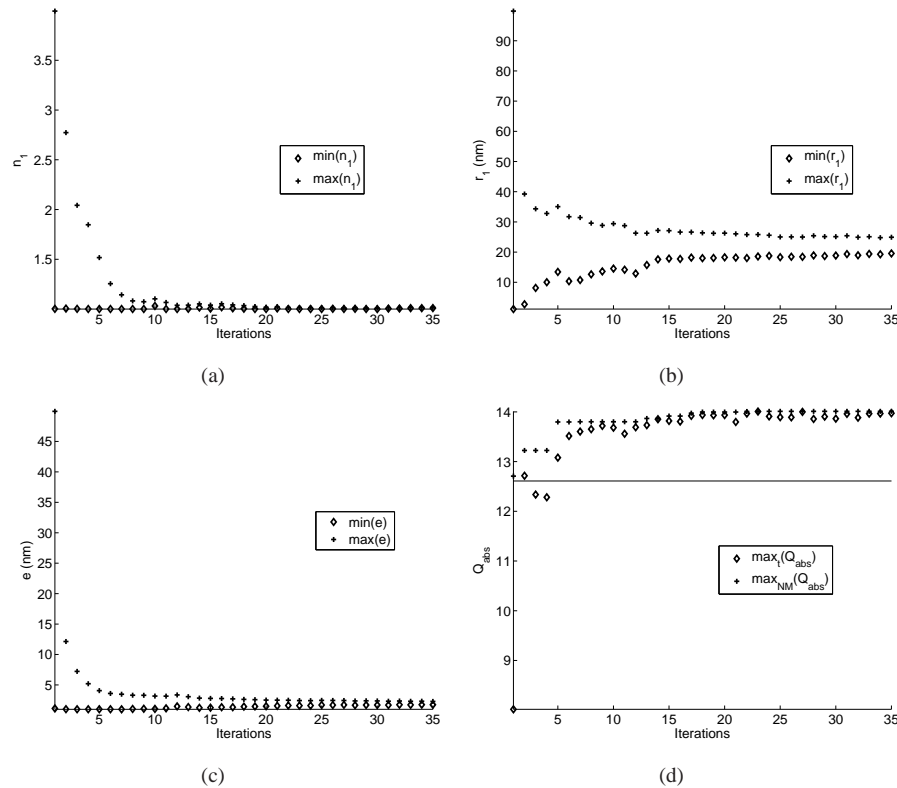 3.5
3
2.5
2
1.5
1
n₁
5 10 15 20 25 30 35
Iterations
min(n₁)
max(n₁)
(a)
90
80
70
60
50
40
30
20
10
r₁ (nm)
5 10 15 20 25 30 35
Iterations
min(r₁)
max(r₁)
(b)
45
40
35
30
25
20
15
10
5
e (nm)
5 10 15 20 25 30 35
Iterations
min(e)
max(e)
(c)
14
13
12
11
10
9
8
Q_abs
5 10 15 20 25 30 35
Iterations
max_t(Q_abs)
max_NM(Q_abs)
(d)